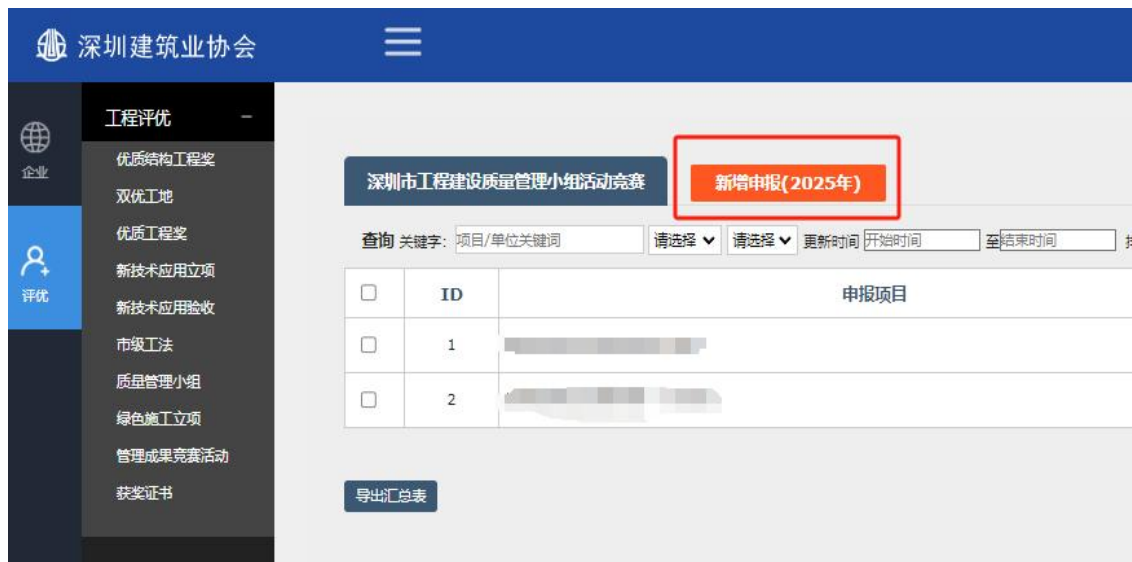 深圳建筑业协会
企业
评优
工程评优 −
优质结构工程奖
双优工地
优质工程奖
新技术应用立项
新技术应用验收
市级工法
质量管理小组
绿色施工立项
管理成果竞赛活动
获奖证书
深圳市工程建设质量管理小组活动竞赛 新增申报(2025年)
查询 关键字: 项目/单位关键词 请选择 请选择 更新时间 开始时间 至 结束时间
ID 申报项目
1
2
导出汇总表